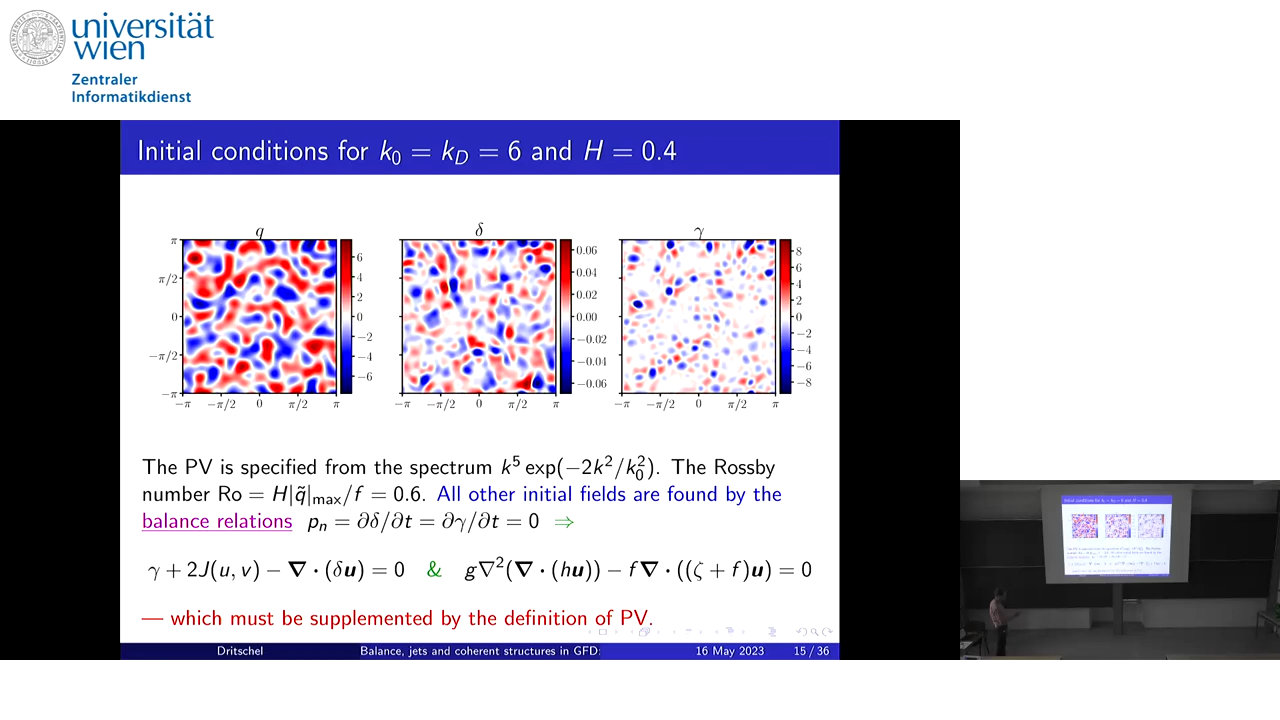 universität
wien
Zentraler
Informatikdienst
Initial conditions for k₀ = k_D = 6 and H = 0.4
q
δ
γ
π
π/2
0
−π/2
−π
−π −π/2 0 π/2 π
6
4
2
0
−2
−4
−6
−π −π/2 0 π/2 π
0.06
0.04
0.02
0.00
−0.02
−0.04
−0.06
−π −π/2 0 π/2 π
8
6
4
2
0
−2
−4
−6
−8
The PV is specified from the spectrum k⁵ exp(−2k²/k₀²). The Rossby
number Ro = H|q̃|max/f = 0.6. All other initial fields are found by the
balance relations pₙ = ∂δ/∂t = ∂γ/∂t = 0 ⇒
γ + 2J(u, v) − ∇ · (δu) = 0 & g∇²(∇ · (hu)) − f∇ · ((ζ + f)u) = 0
— which must be supplemented by the definition of PV.
Dritschel Balance, jets and coherent structures in GFD: 16 May 2023 15 / 36